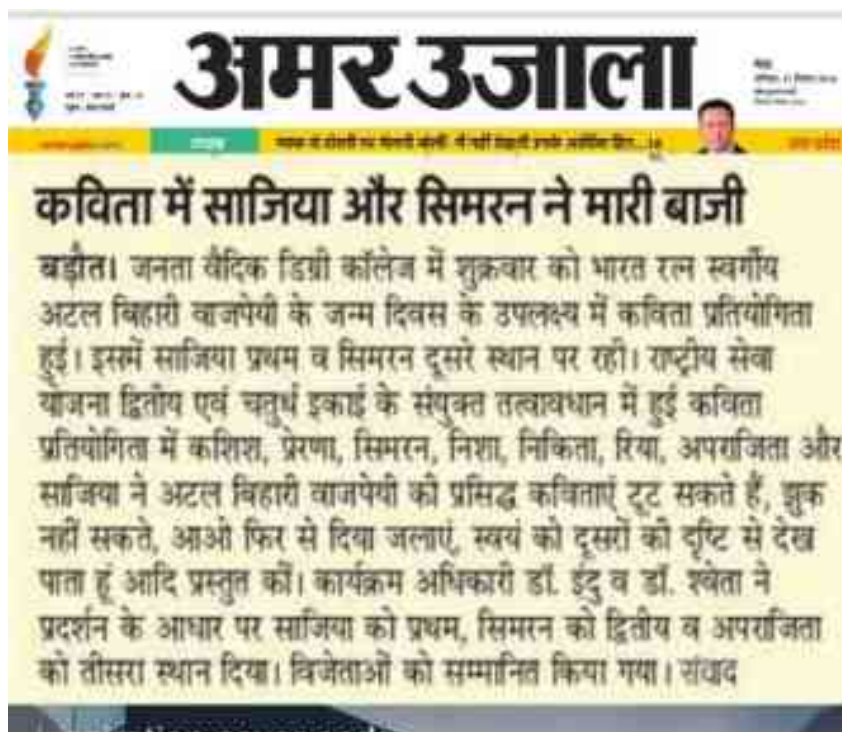 अमर उजाला
कविता में साजिया और सिमरन ने मारी बाजी
बड़ौत। जनता वैदिक डिग्री कॉलेज में शुक्रवार को भारत रत्न स्वर्गीय
अटल बिहारी वाजपेयी के जन्म दिवस के उपलक्ष्य में कविता प्रतियोगिता
हुई। इसमें साजिया प्रथम व सिमरन दूसरे स्थान पर रही। राष्ट्रीय सेवा
योजना द्वितीय एवं चतुर्थ इकाई के संयुक्त तत्वावधान में हुई कविता
प्रतियोगिता में कशिश, प्रेरणा, सिमरन, निशा, निकिता, रिया, अपराजिता और
साजिया ने अटल बिहारी वाजपेयी की प्रसिद्ध कविताएं टूट सकते हैं, झुक
नहीं सकते, आओ फिर से दिया जलाएं, स्वयं को दूसरों की दृष्टि से देख
पाता हूं आदि प्रस्तुत कीं। कार्यक्रम अधिकारी डॉ. ईंदु व डॉ. श्वेता ने
प्रदर्शन के आधार पर साजिया को प्रथम, सिमरन को द्वितीय व अपराजिता
को तीसरा स्थान दिया। विजेताओं को सम्मानित किया गया। संवाद